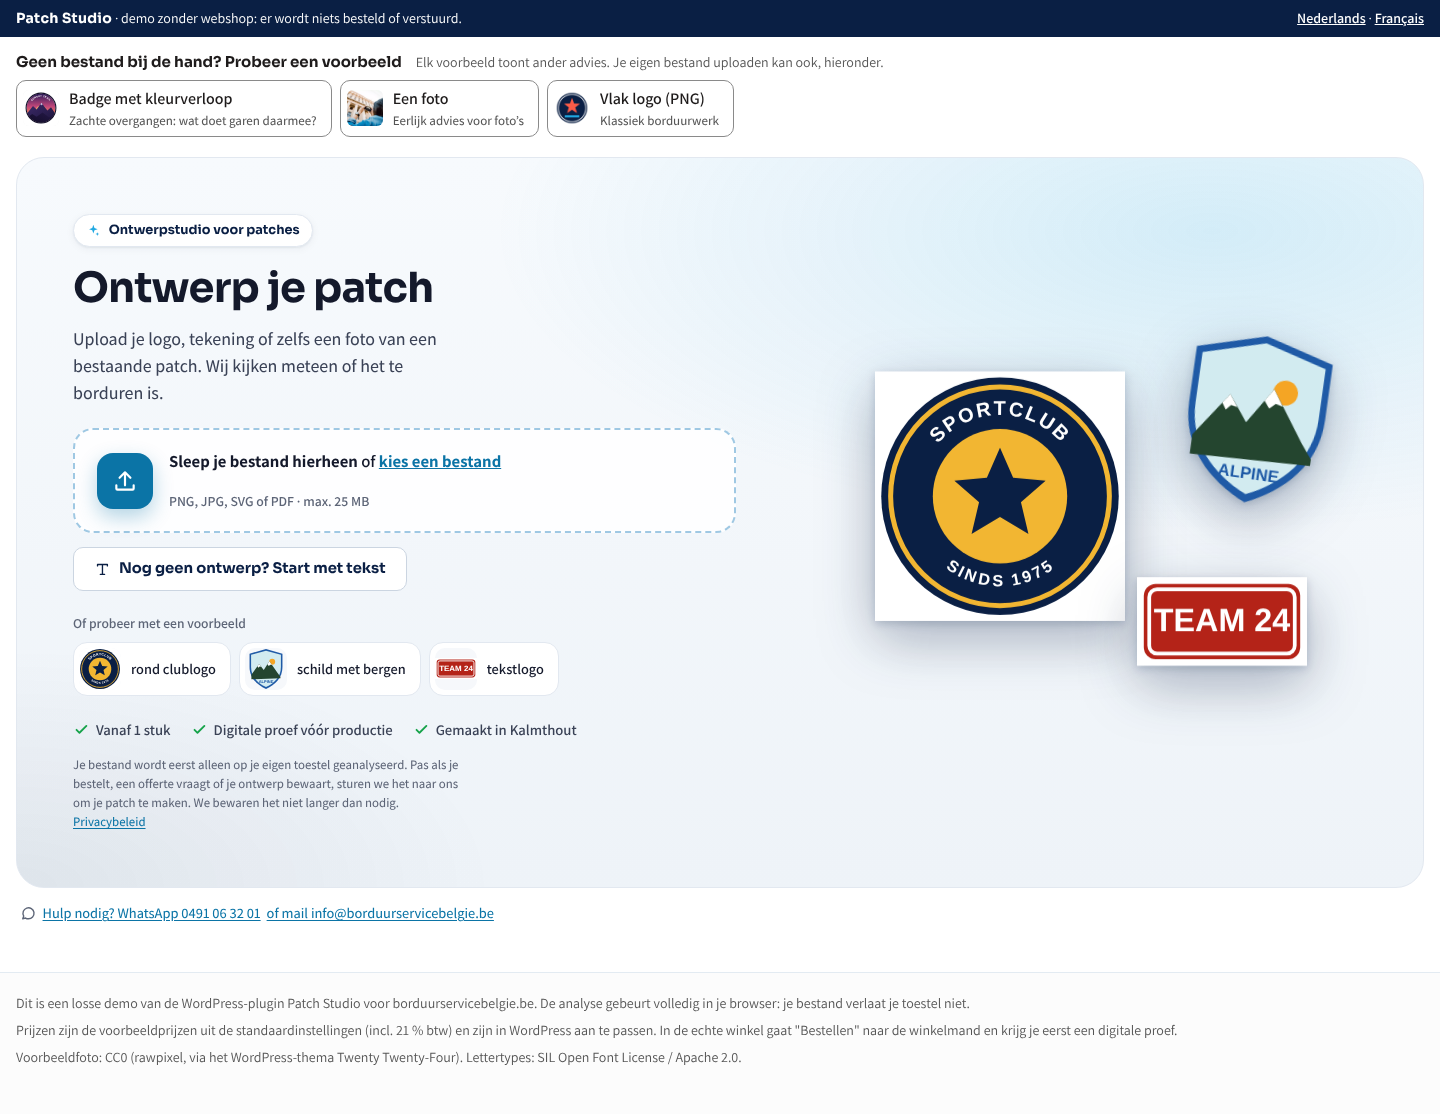 Patch Studio · demo zonder webshop: er wordt niets besteld of verstuurd.
Nederlands · Français
Geen bestand bij de hand? Probeer een voorbeeld
Elk voorbeeld toont ander advies. Je eigen bestand uploaden kan ook, hieronder.
Badge met kleurverloop
Zachte overgangen: wat doet garen daarmee?
Een foto
Eerlijk advies voor foto's
Vlak logo (PNG)
Klassiek borduurwerk
Ontwerpstudio voor patches
Ontwerp je patch
Upload je logo, tekening of zelfs een foto van een
bestaande patch. Wij kijken meteen of het te
borduren is.
Sleep je bestand hierheen of kies een bestand
PNG, JPG, SVG of PDF · max. 25 MB
Nog geen ontwerp? Start met tekst
Of probeer met een voorbeeld
SPORTCLUB
SINDS 1975
rond clublogo
ALPINE
schild met bergen
TEAM 24
tekstlogo
Vanaf 1 stuk
Digitale proef vóór productie
Gemaakt in Kalmthout
Je bestand wordt eerst alleen op je eigen toestel geanalyseerd. Pas als je
bestelt, een offerte vraagt of je ontwerp bewaart, sturen we het naar ons
om je patch te maken. We bewaren het niet langer dan nodig.
Privacybeleid
SPORTCLUB
SINDS 1975
ALPINE
TEAM 24
Hulp nodig? WhatsApp 0491 06 32 01 of mail info@borduurservicebelgie.be
Dit is een losse demo van de WordPress-plugin Patch Studio voor borduurservicebelgie.be. De analyse gebeurt volledig in je browser: je bestand verlaat je toestel niet.
Prijzen zijn de voorbeeldprijzen uit de standaardinstellingen (incl. 21 % btw) en zijn in WordPress aan te passen. In de echte winkel gaat "Bestellen" naar de winkelmand en krijg je eerst een digitale proef.
Voorbeeldfoto: CC0 (rawpixel, via het WordPress-thema Twenty Twenty-Four). Lettertypes: SIL Open Font License / Apache 2.0.